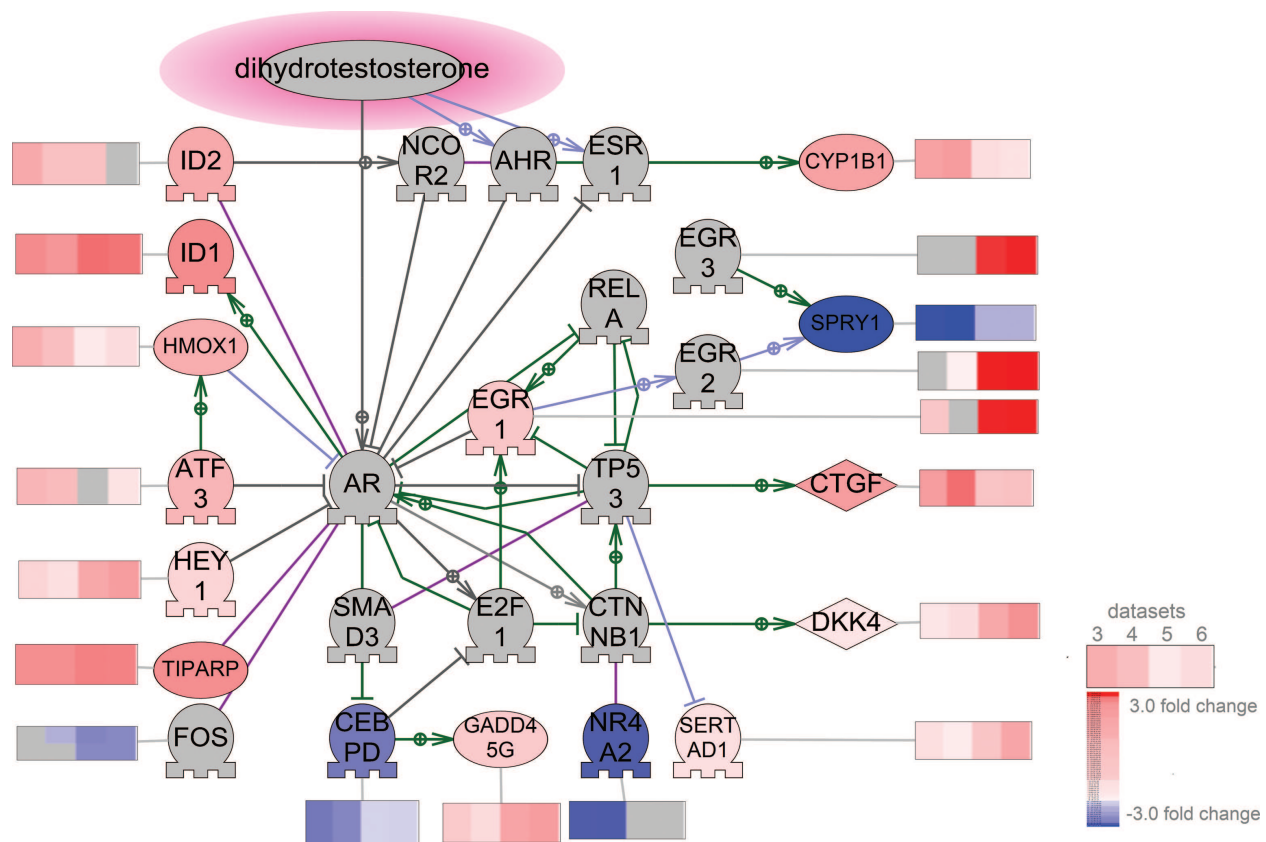 dihydrotestosterone
ID2
NCO
R2
AHR
ESR
1
CYP1B1
ID1
EGR
3
REL
A
SPRY1
HMOX1
EGR
2
EGR
1
ATF
3
AR
TP5
3
CTGF
HEY
1
SMA
D3
E2F
1
CTN
NB1
DKK4
datasets
3 4 5 6
TIPARP
3.0 fold change
FOS
CEB
PD
GADD4
5G
NR4
A2
SERT
AD1
-3.0 fold change